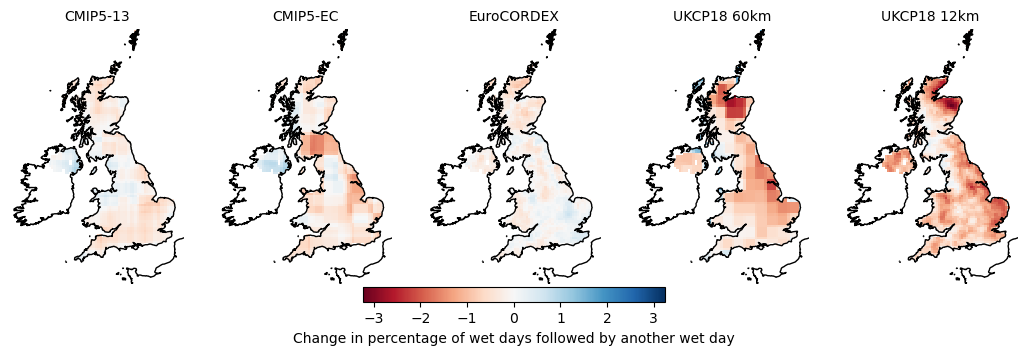 CMIP5-13 CMIP5-EC EuroCORDEX UKCP18 60km UKCP18 12km
−3 −2 −1 0 1 2 3
Change in percentage of wet days followed by another wet day